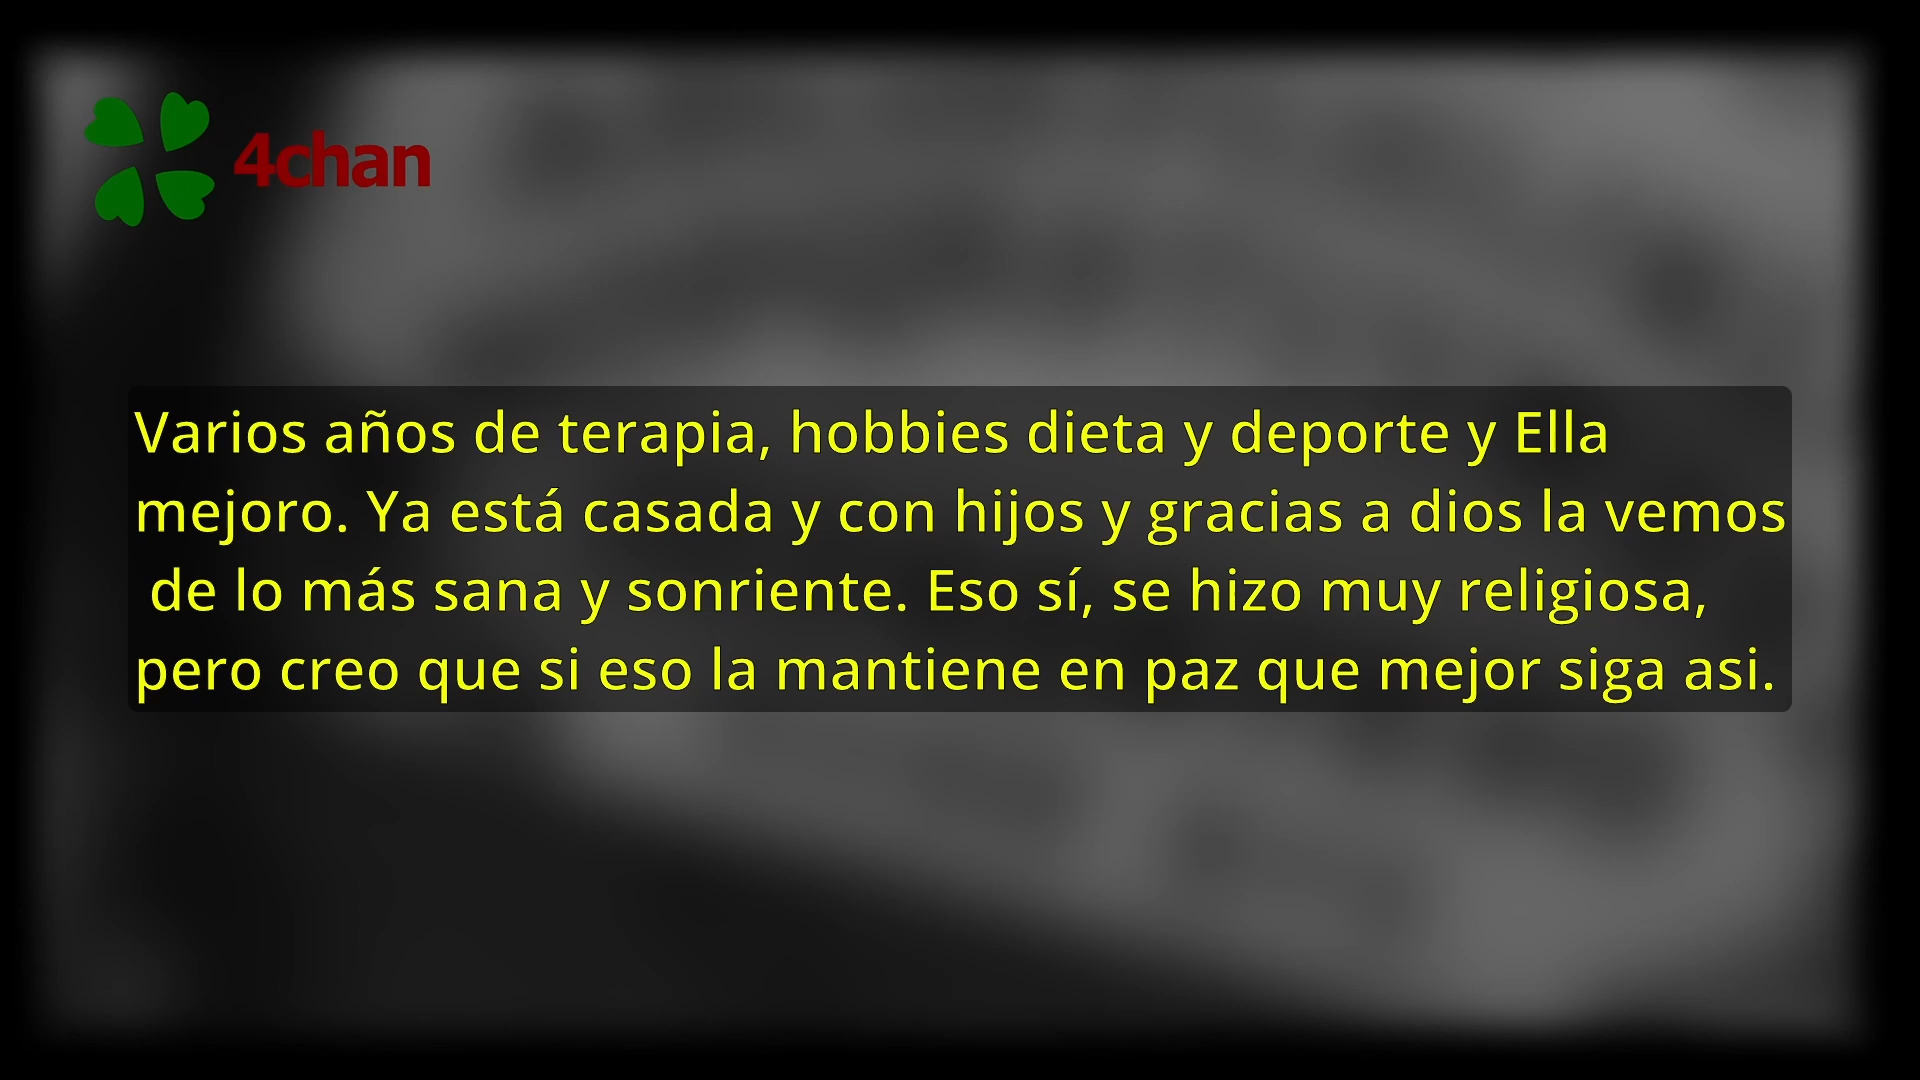 4chan
Varios años de terapia, hobbies dieta y deporte y Ella
mejoro. Ya está casada y con hijos y gracias a dios la vemos
de lo más sana y sonriente. Eso sí, se hizo muy religiosa,
pero creo que si eso la mantiene en paz que mejor siga asi.